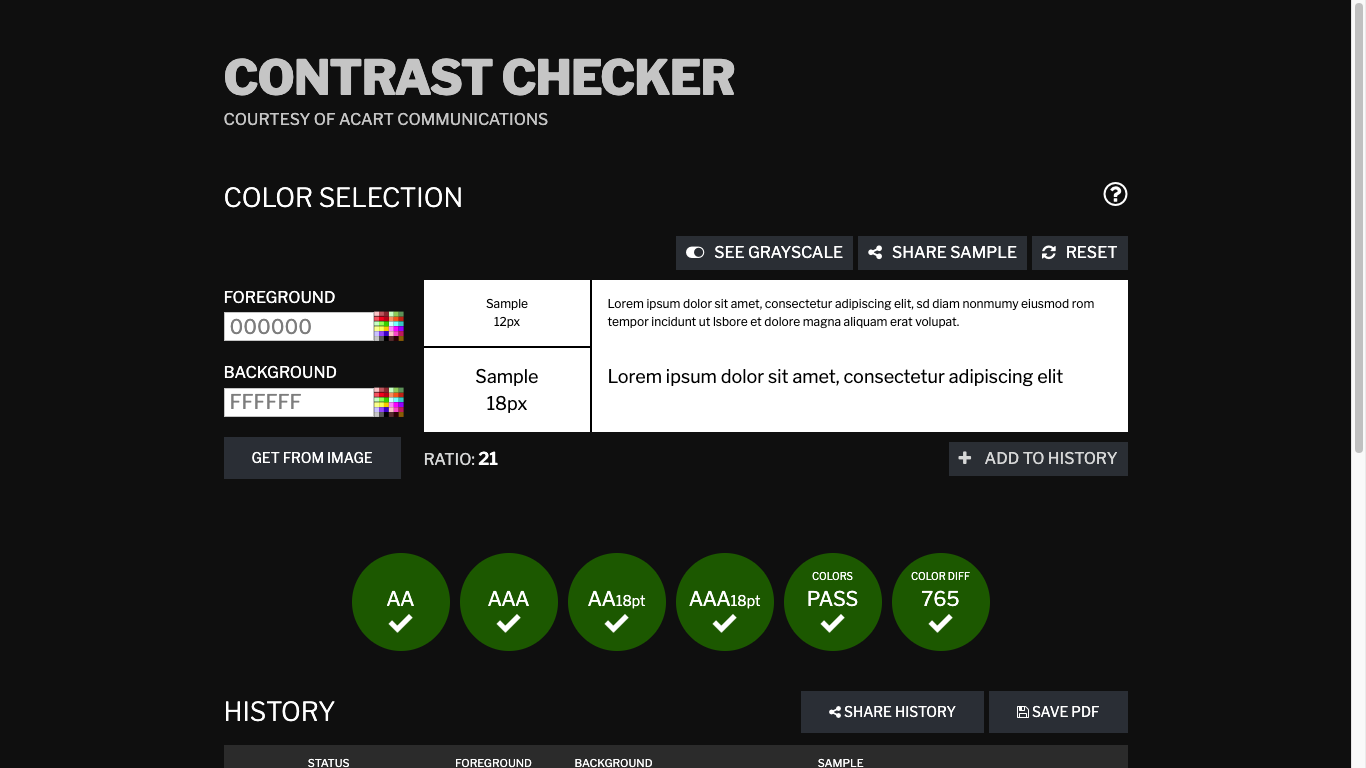 CONTRAST CHECKER
COURTESY OF ACART COMMUNICATIONS
COLOR SELECTION
SEE GRAYSCALE
SHARE SAMPLE
RESET
FOREGROUND
000000
BACKGROUND
FFFFFF
GET FROM IMAGE
Sample
12px
Lorem ipsum dolor sit amet, consectetur adipiscing elit, sd diam nonmumy eiusmod rom
tempor incidunt ut lsbore et dolore magna aliquam erat volupat.
Sample
18px
Lorem ipsum dolor sit amet, consectetur adipiscing elit
RATIO: 21
ADD TO HISTORY
AA
AAA
AA18pt
AAA18pt
COLORS
PASS
COLOR DIFF
765
HISTORY
SHARE HISTORY
SAVE PDF
STATUS
FOREGROUND
BACKGROUND
SAMPLE